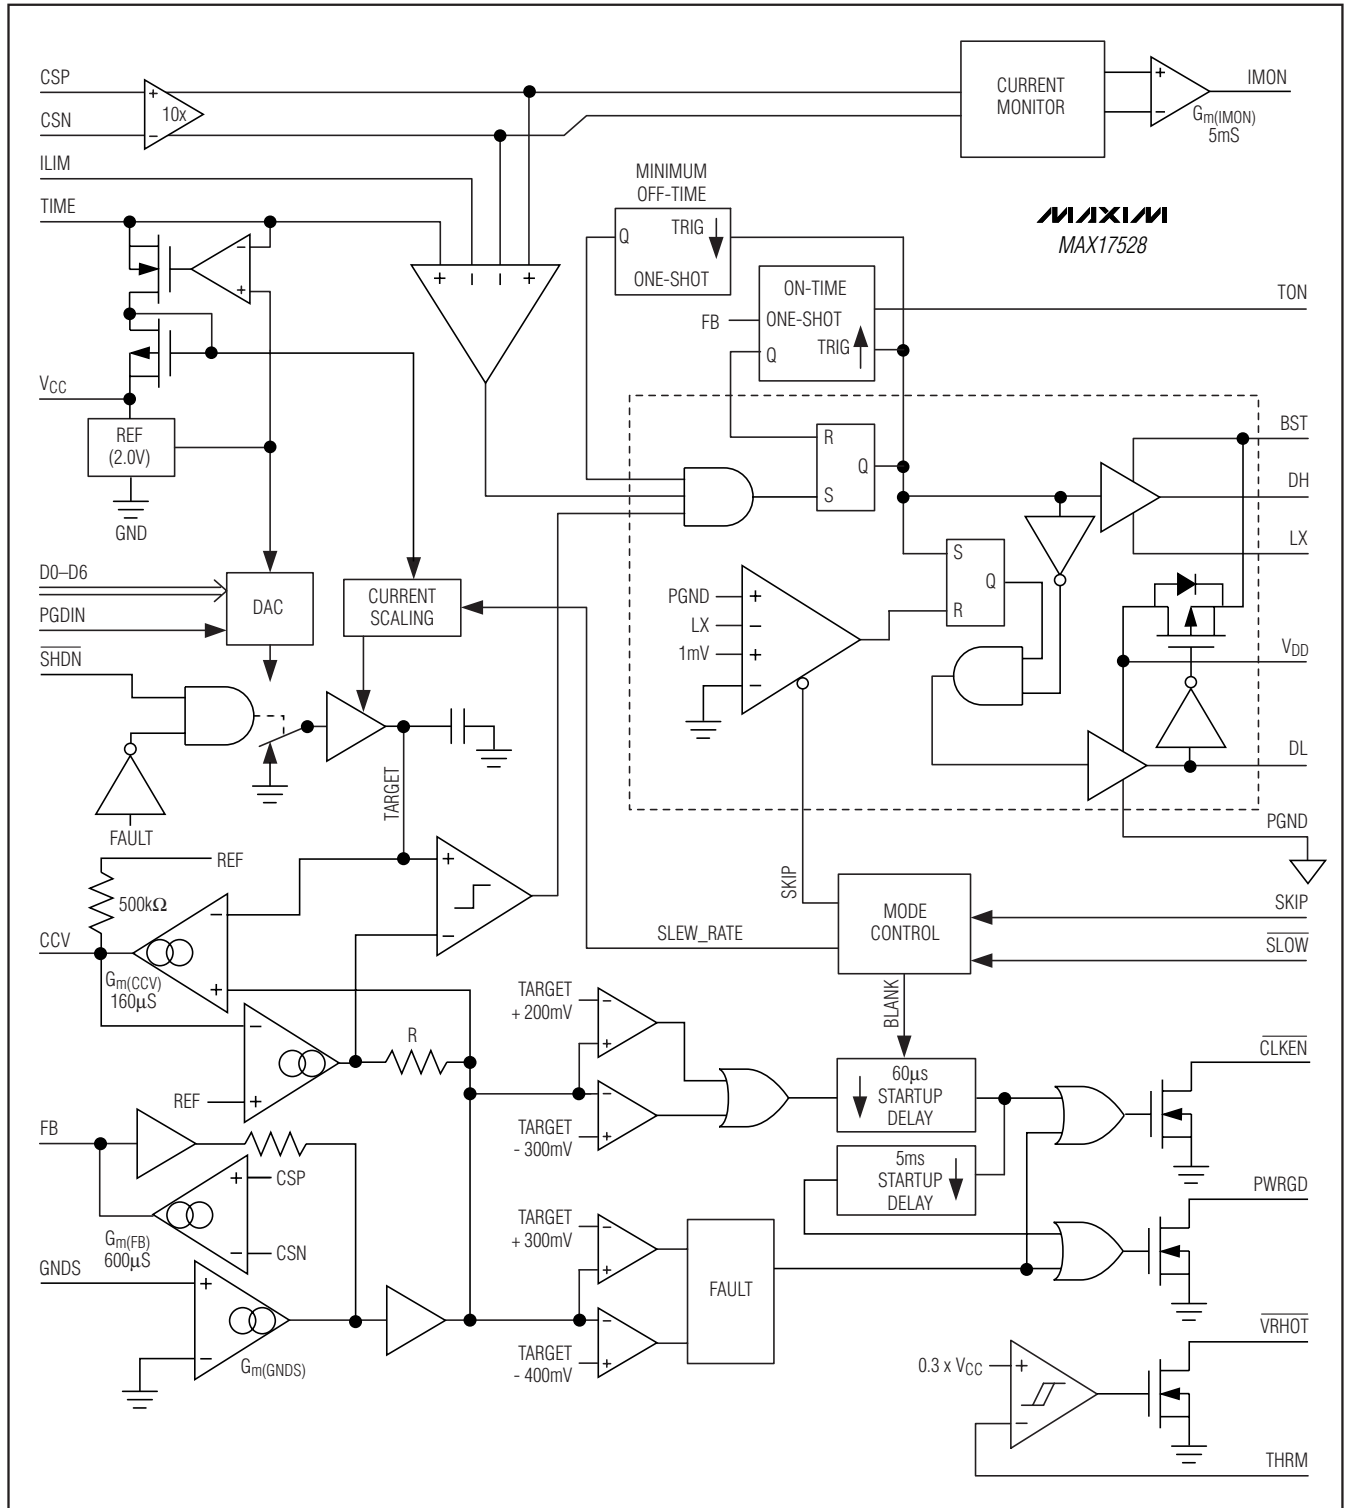 CSP
CSN
ILIM
TIME
10x
+
−
CURRENT
MONITOR
+
−
IMON
Gm(IMON)
5mS
MAXIM
MAX17528
MINIMUM
OFF-TIME
Q
TRIG
ONE-SHOT
ON-TIME
FB
ONE-SHOT
Q
TRIG
TON
−
+
+
−
−
+
VCC
REF
(2.0V)
GND
R
Q
S
BST
DH
LX
D0–D6
PGDIN
SHDN
DAC
CURRENT
SCALING
PGND
+
LX
−
1mV
+
−
S
Q
R
VDD
DL
PGND
FAULT
TARGET
REF
500kΩ
CCV
−
+
Gm(CCV)
160µS
+
−
SKIP
MODE
CONTROL
SKIP
SLOW
SLEW_RATE
BLANK
−
REF
+
R
TARGET
+ 200mV
−
+
−
TARGET
- 300mV
+
60µs
STARTUP
DELAY
5ms
STARTUP
DELAY
CLKEN
PWRGD
FB
+
CSP
−
CSN
Gm(FB)
600µS
GNDS
+
−
Gm(GNDS)
TARGET
+ 300mV
−
+
−
TARGET
- 400mV
+
FAULT
VRHOT
0.3 x VCC
+
−
THRM